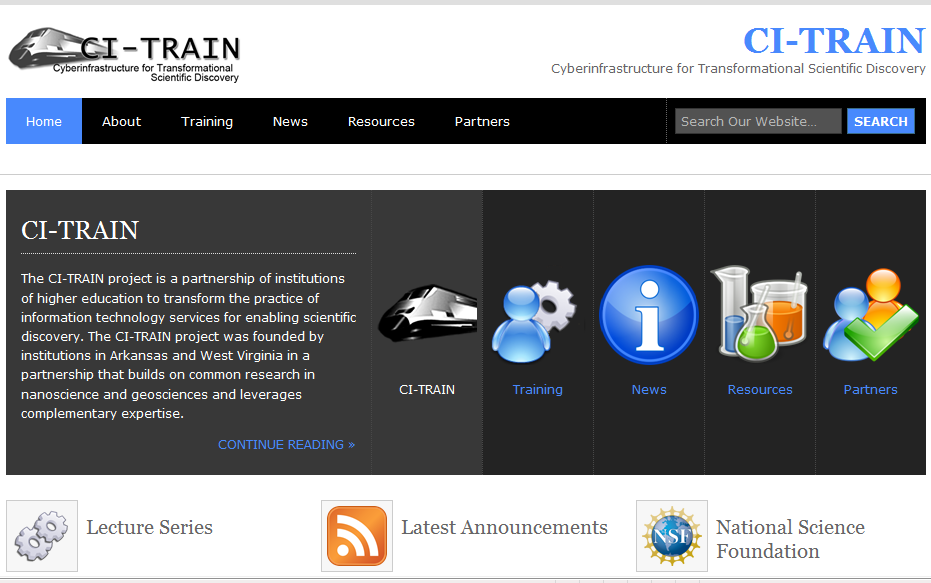 CI-TRAIN
Cyberinfrastructure for Transformational
Scientific Discovery
CI-TRAIN
Cyberinfrastructure for Transformational Scientific Discovery
Home About Training News Resources Partners Search Our Website... SEARCH
CI-TRAIN
The CI-TRAIN project is a partnership of institutions
of higher education to transform the practice of
information technology services for enabling scientific
discovery. The CI-TRAIN project was founded by
institutions in Arkansas and West Virginia in a
partnership that builds on common research in
nanoscience and geosciences and leverages
complementary expertise.
CONTINUE READING »
CI-TRAIN Training News Resources Partners
Lecture Series
Latest Announcements
NSF
National Science
Foundation